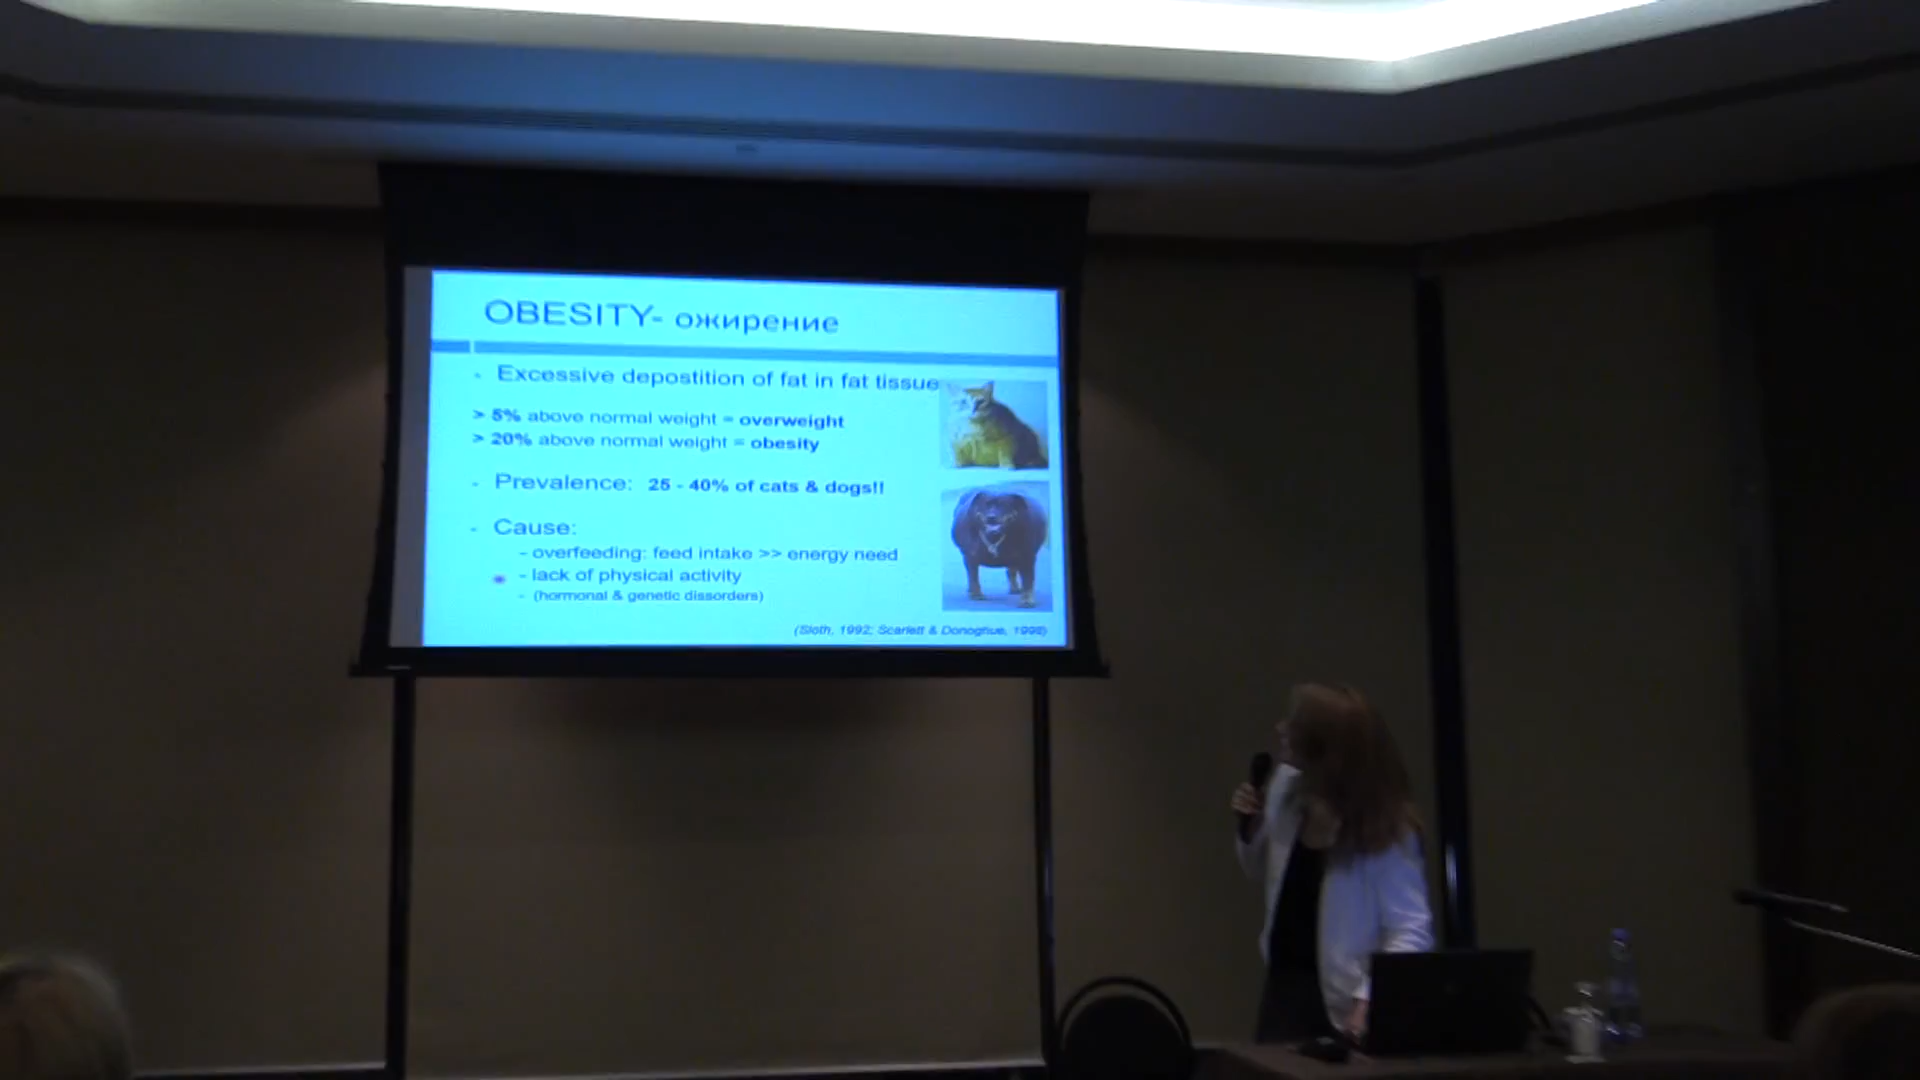 OBESITY- ожирение
- Excessive depostition of fat in fat tissue
> 5% above normal weight = overweight
> 20% above normal weight = obesity
- Prevalence: 25 - 40% of cats & dogs!!
- Cause:
- overfeeding: feed intake >> energy need
- lack of physical activity
- (hormonal & genetic dissorders)
(Sloth, 1992; Scarlett & Donoghue, 1998)